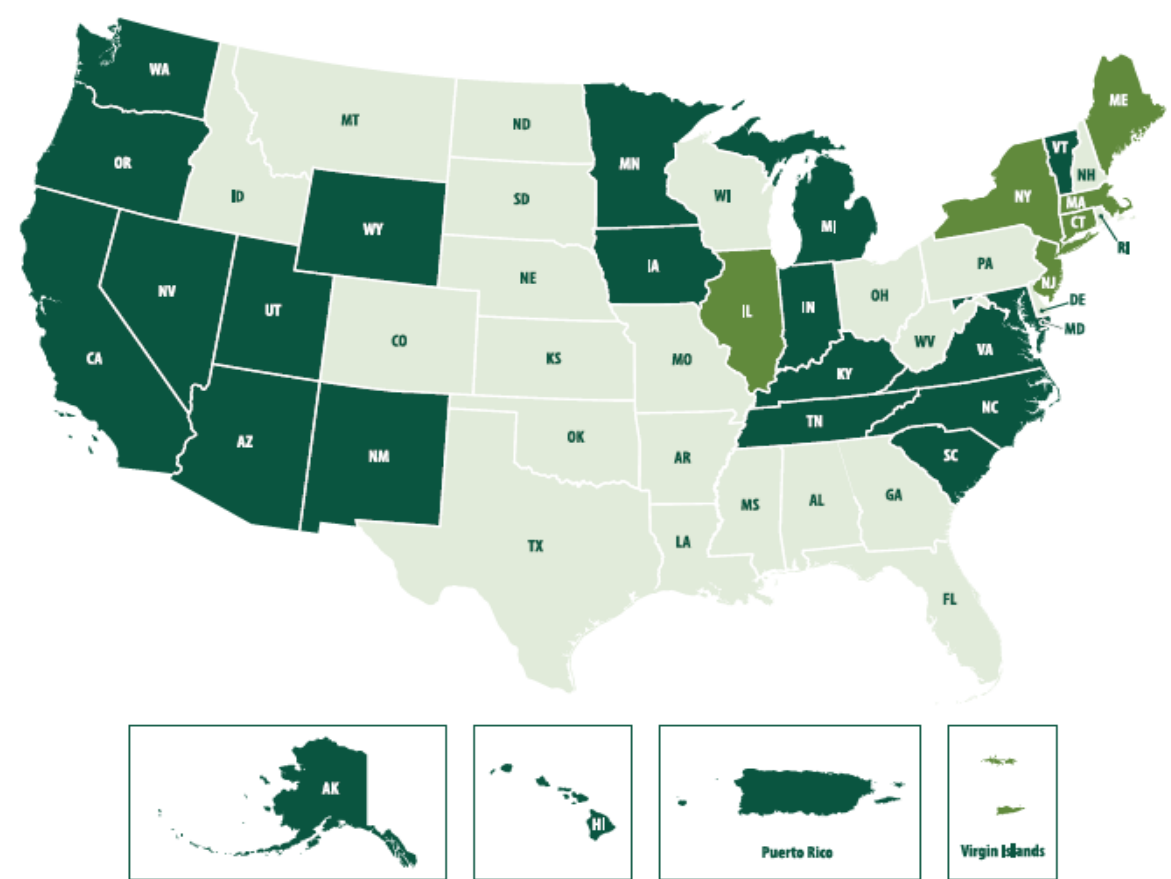 WA
ME
MT
ND
VT
OR
MN
NH
ID
SD
WI
NY
MA
WY
MI
CT
RI
IA
PA
NE
NV
NJ
UT
IL
IN
OH
DE
CO
MD
WV
VA
CA
KS
MO
KY
NC
TN
AZ
OK
NM
AR
SC
MS
AL
GA
TX
LA
FL
AK
HI
Puerto Rico
Virgin Islands